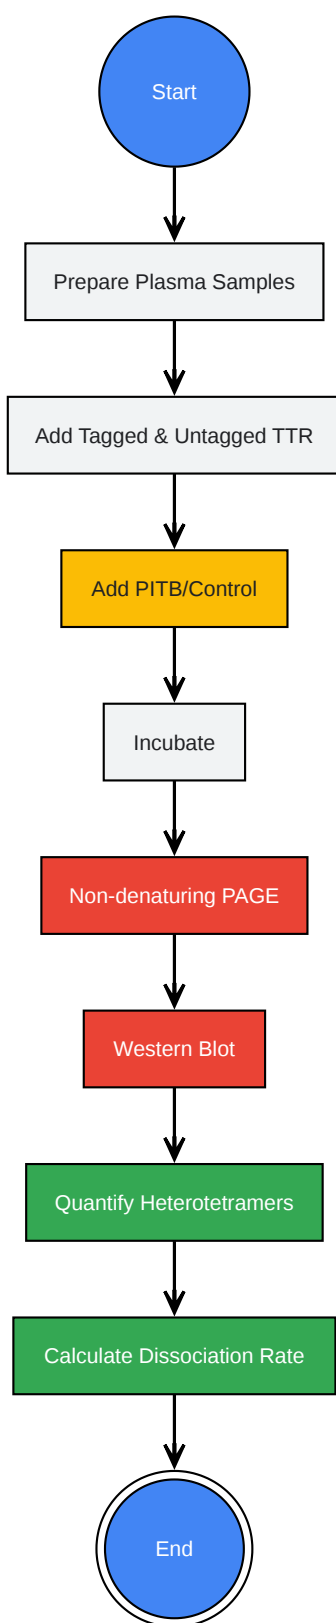 Start
Prepare Plasma Samples
Add Tagged & Untagged TTR
Add PITB/Control
Incubate
Non-denaturing PAGE
Western Blot
Quantify Heterotetramers
Calculate Dissociation Rate
End